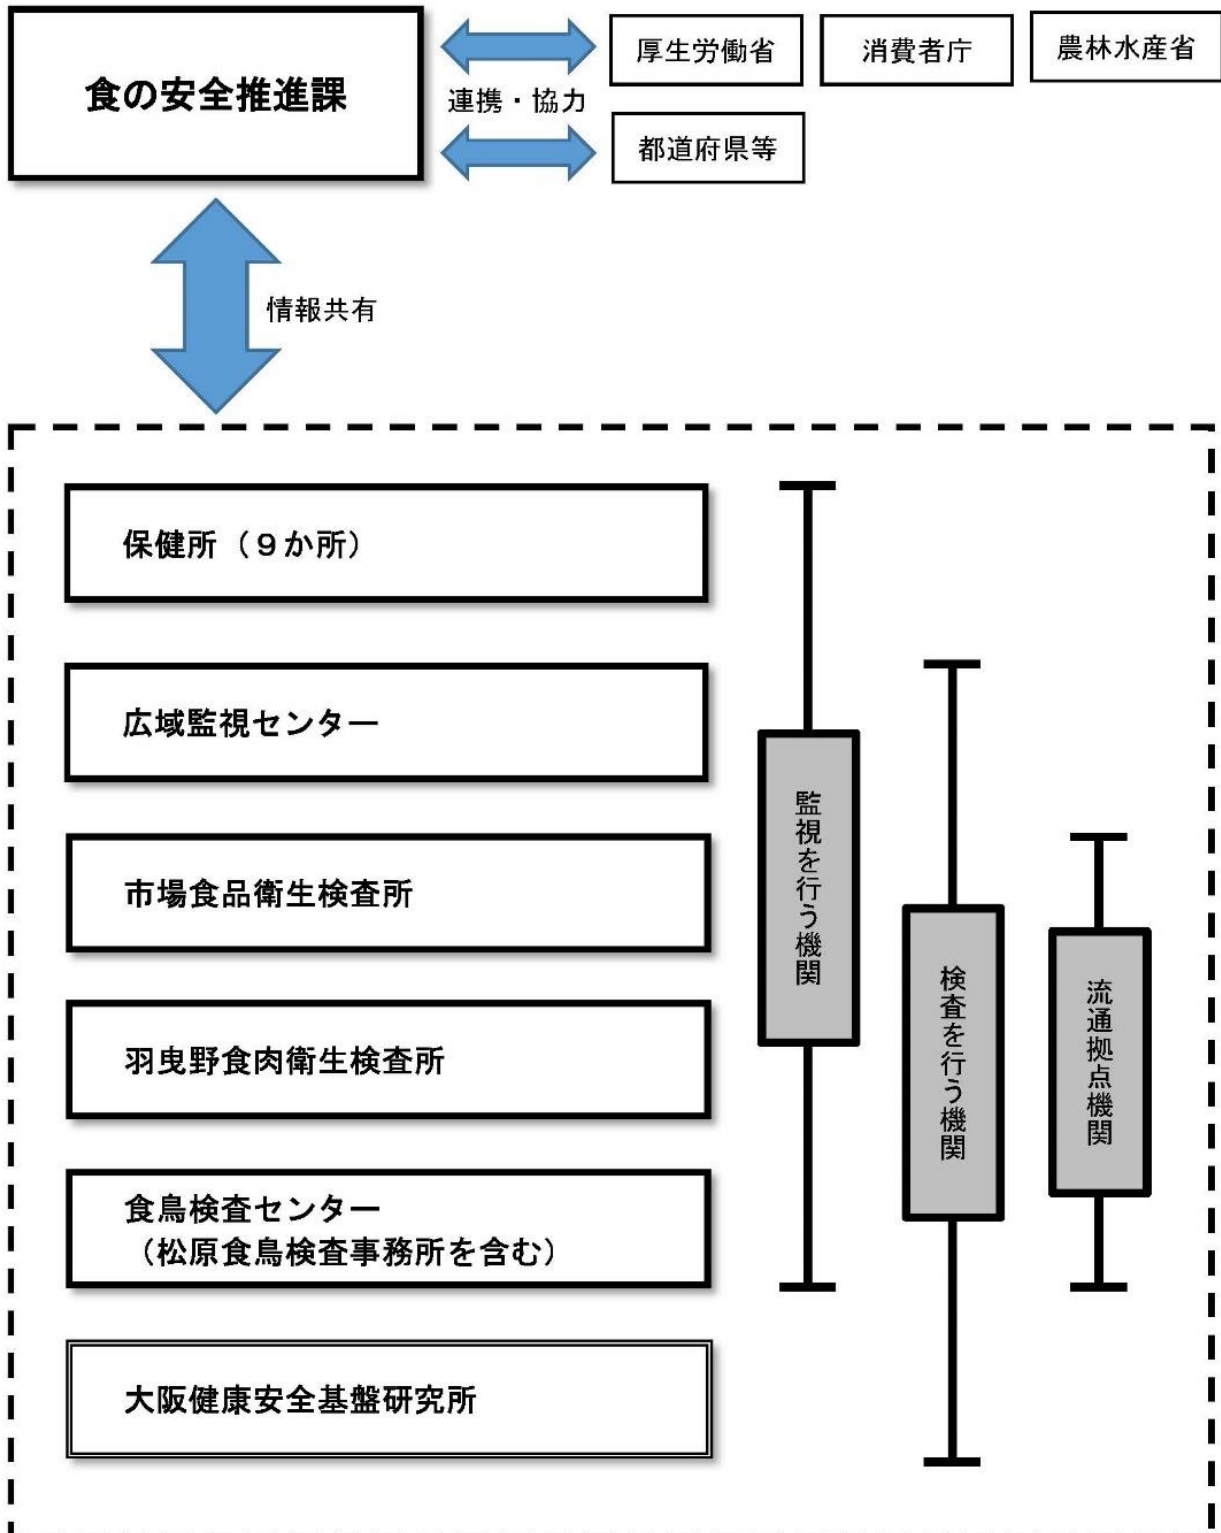 食の安全推進課
連携・協力
厚生労働省
消費者庁
農林水産省
都道府県等
情報共有
保健所（９か所）
広域監視センター
市場食品衛生検査所
羽曳野食肉衛生検査所
食鳥検査センター
（松原食鳥検査事務所を含む）
大阪健康安全基盤研究所
監視を行う機関
検査を行う機関
流通拠点機関